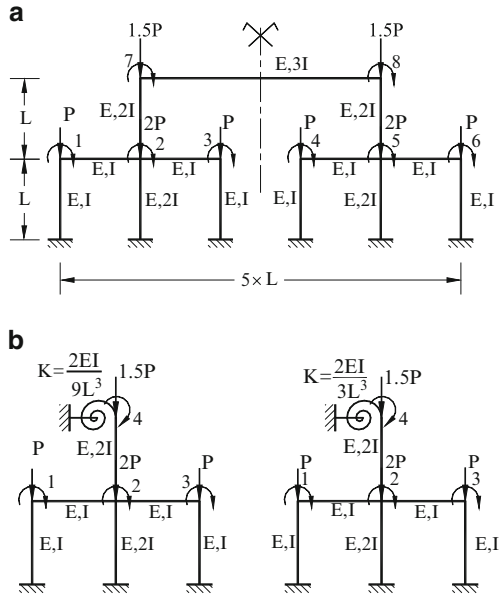 a
1.5P 1.5P
7 8
E,3I
E,2I E,2I
L
P 2P P P 2P P
1 2 3 4 5 6
E,I E,I E,I E,I
L
E,I E,2I E,I E,I E,2I E,I
5×L
b
K=2EI/9L³ 1.5P K=2EI/3L³ 1.5P
4 4
E,2I E,2I
P 2P P P 2P P
1 2 3 1 2 3
E,I E,I E,I E,I
E,I E,2I E,I E,I E,2I E,I